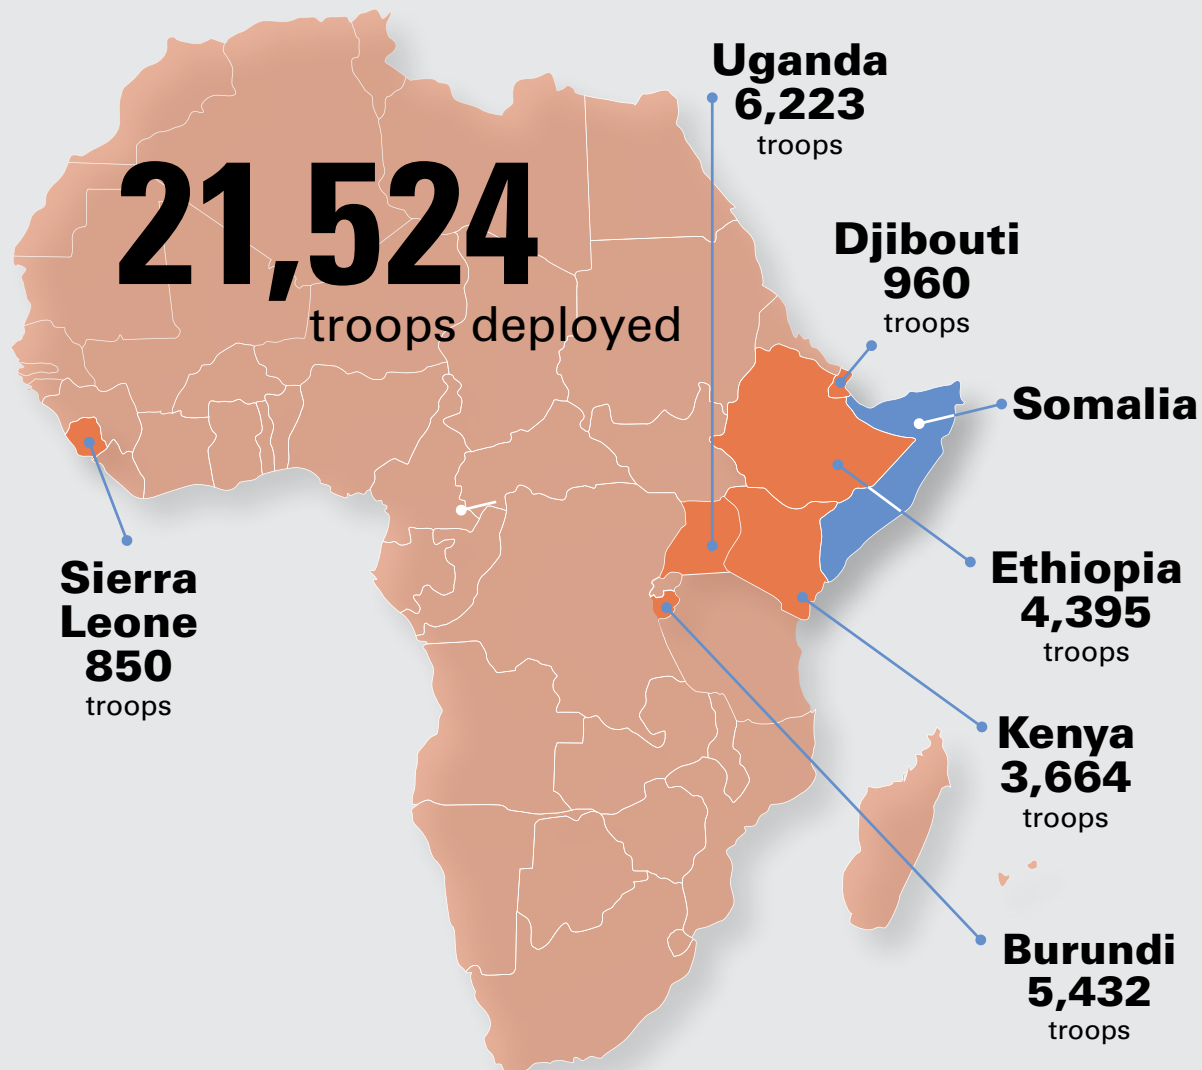 21,524
troops deployed
Uganda
6,223
troops
Djibouti
960
troops
Somalia
Ethiopia
4,395
troops
Kenya
3,664
troops
Burundi
5,432
troops
Sierra
Leone
850
troops